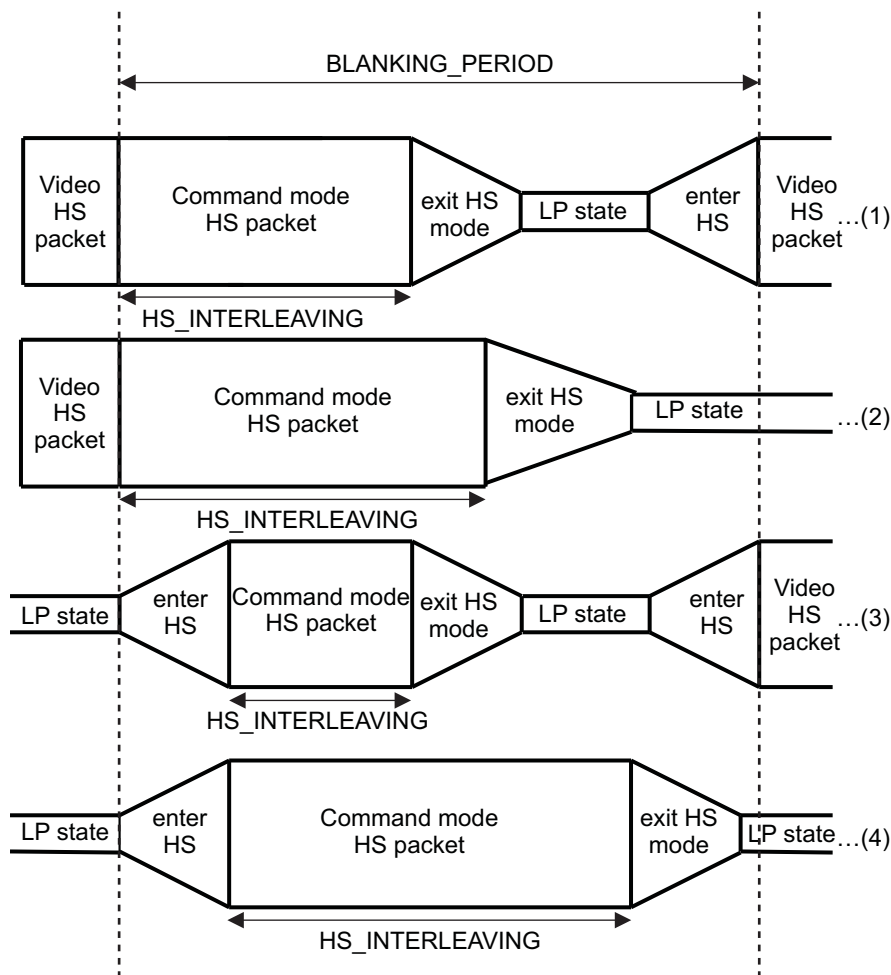 BLANKING_PERIOD
Video
HS
packet
Command mode
HS packet
exit HS
mode
LP state
enter
HS
Video
HS
packet
...(1)
HS_INTERLEAVING
Video
HS
packet
Command mode
HS packet
exit HS
mode
LP state
...(2)
HS_INTERLEAVING
LP state
enter
HS
Command mode
HS packet
exit HS
mode
LP state
enter
HS
Video
HS
packet
...(3)
HS_INTERLEAVING
LP state
enter
HS
Command mode
HS packet
exit HS
mode
LP state
...(4)
HS_INTERLEAVING